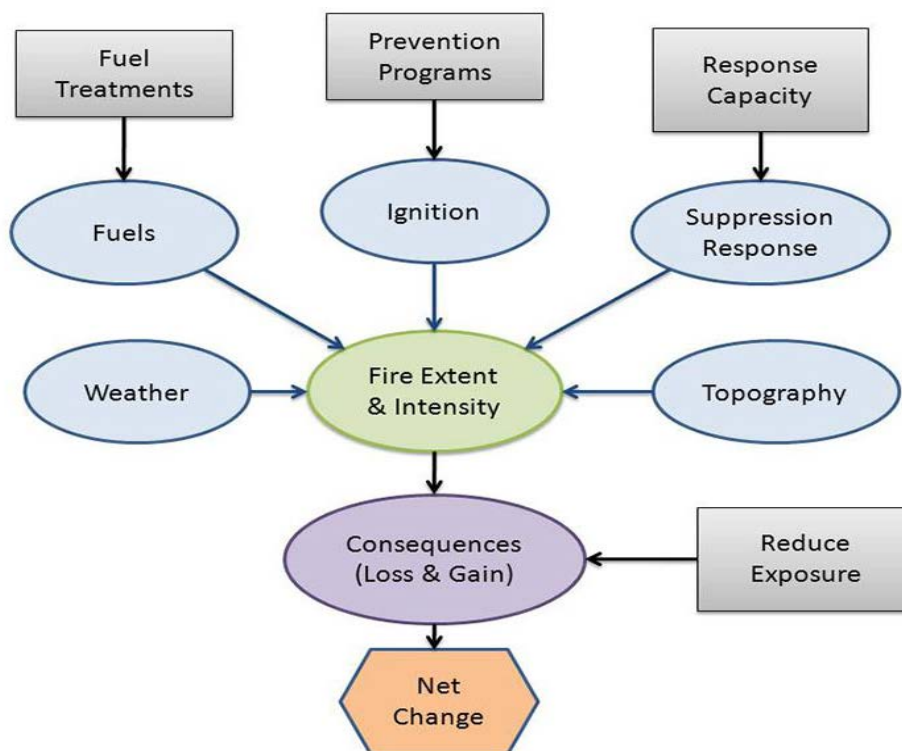 Fuel
Treatments
Prevention
Programs
Response
Capacity
Fuels
Ignition
Suppression
Response
Weather
Fire Extent
& Intensity
Topography
Consequences
(Loss & Gain)
Reduce
Exposure
Net
Change